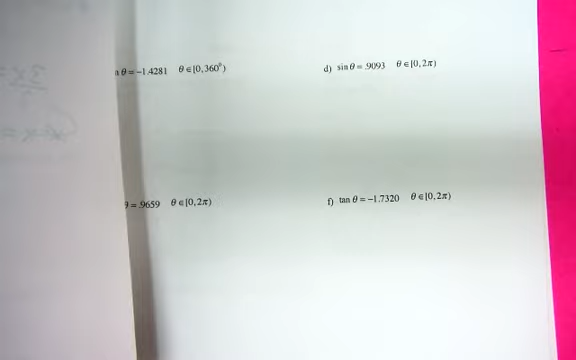 θ = −1.4281 θ ∈ [0, 360°)
d) sin θ = .9093 θ ∈ [0, 2π)
θ = .9659 θ ∈ [0, 2π)
f) tan θ = −1.7320 θ ∈ [0, 2π)